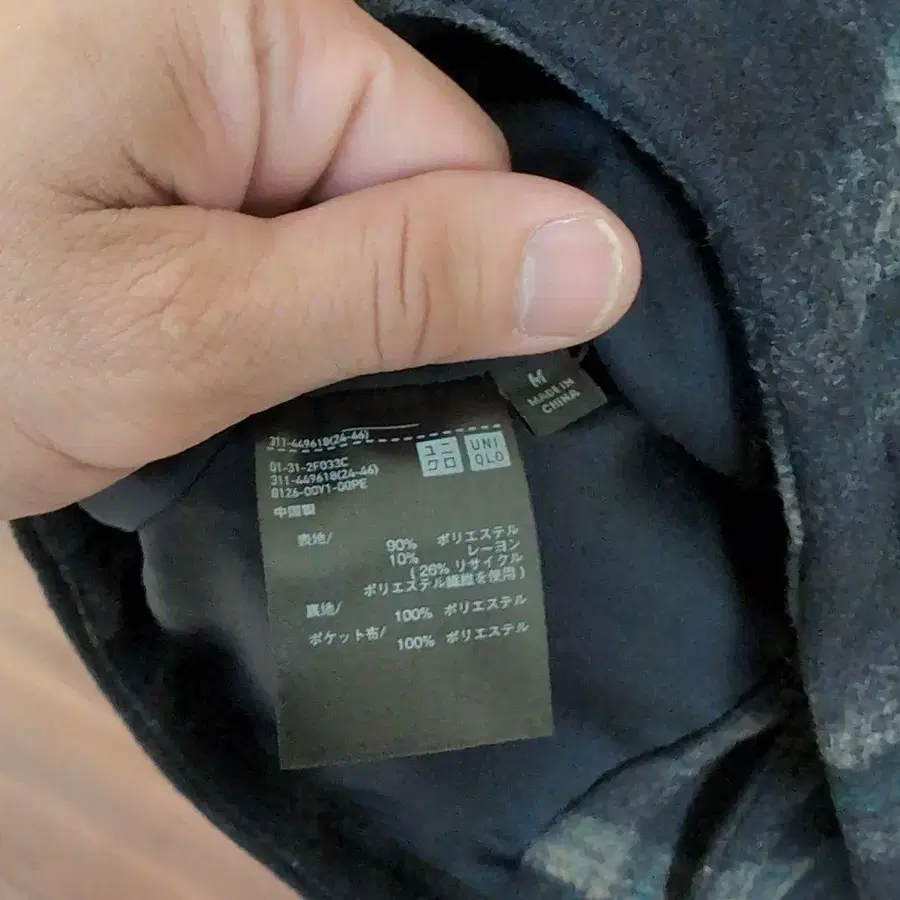 M
MADE IN
CHINA
311-449618(24-46)
ユニ
クロ
UNI
QLO
01-31-2F033C
311-449618(24-46)
8126-00Y1-00PE
中国製
表地/ 90% ポリエステル
10% レーヨン
(26% リサイクル
ポリエステル繊維を使用)
裏地/ 100% ポリエステル
ポケット布/ 100% ポリエステル